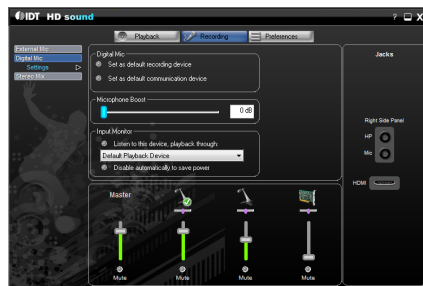 IDT HD sound
? X
Playback
Recording
Preferences
External Mic
Digital Mic
Settings
Stereo Mix
Digital Mic
Set as default recording device
Set as default communication device
Microphone Boost
0 dB
Input Monitor
Listen to this device, playback through:
Default Playback Device
Disable automatically to save power
Master
Mute
Mute
Mute
Mute
Jacks
Right Side Panel
HP
Mic
HDMI